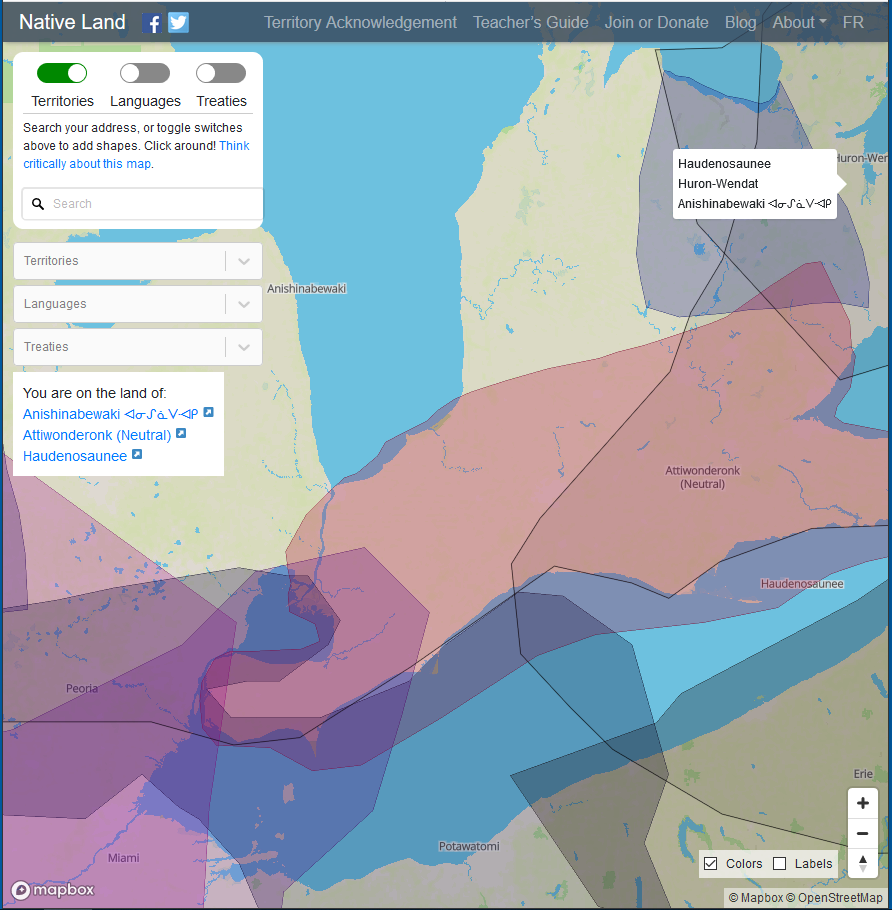 Native Land
Territory Acknowledgement Teacher's Guide Join or Donate Blog About FR
Territories Languages Treaties
Search your address, or toggle switches
above to add shapes. Click around! Think
critically about this map.
Search
Territories
Languages
Treaties
You are on the land of:
Anishinabewaki ᐊᓂᔑᓈᐯᐗᑭ
Attiwonderonk (Neutral)
Haudenosaunee
Haudenosaunee
Huron-Wendat
Anishinabewaki ᐊᓂᔑᓈᐯᐗᑭ
Anishinabewaki
Attiwonderonk
(Neutral)
Haudenosaunee
Peoria
Erie
Potawatomi
Miami
Colors Labels
mapbox
© Mapbox © OpenStreetMap